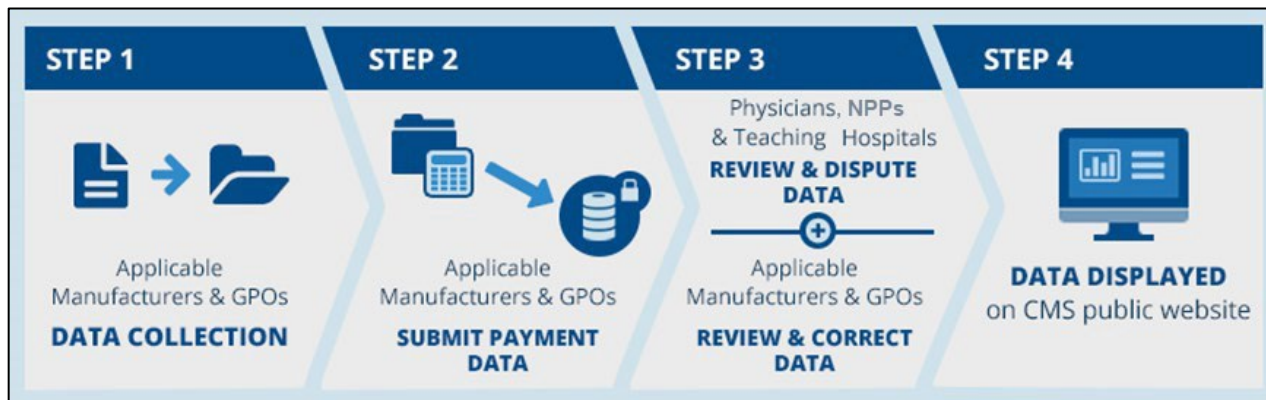 STEP 1
Applicable
Manufacturers & GPOs
DATA COLLECTION
STEP 2
Applicable
Manufacturers & GPOs
SUBMIT PAYMENT
DATA
STEP 3
Physicians, NPPs
& Teaching Hospitals
REVIEW & DISPUTE
DATA
Applicable
Manufacturers & GPOs
REVIEW & CORRECT
DATA
STEP 4
DATA DISPLAYED
on CMS public website